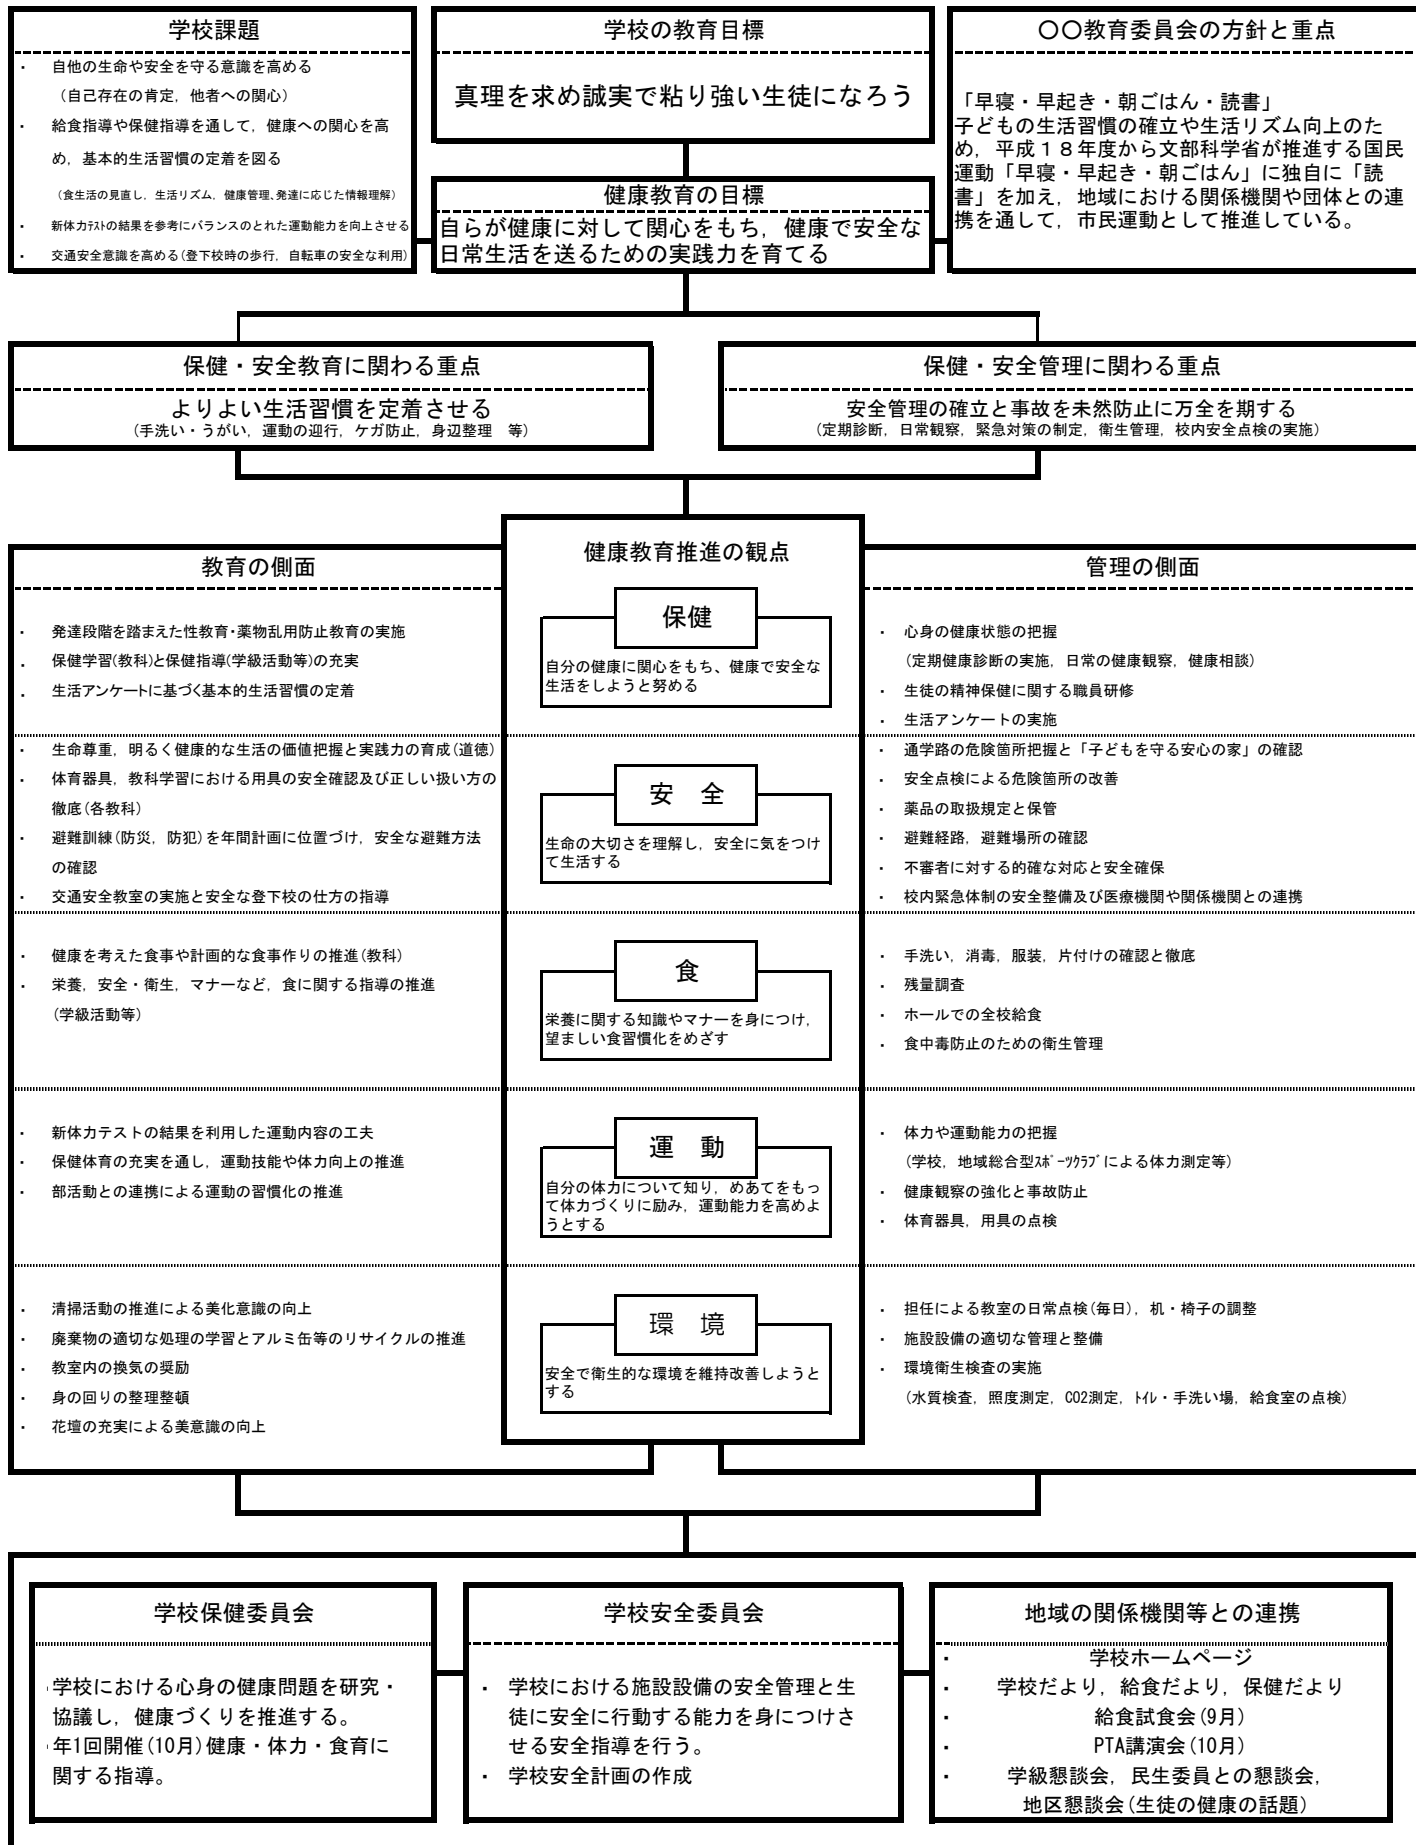 学校課題
・ 自他の生命や安全を守る意識を高める
（自己存在の肯定，他者への関心）
・ 給食指導や保健指導を通して，健康への関心を高
め，基本的生活習慣の定着を図る
（食生活の見直し，生活リズム，健康管理、発達に応じた情報理解）
・ 新体力ﾃｽﾄの結果を参考にバランスのとれた運動能力を向上させる
・ 交通安全意識を高める(登下校時の歩行，自転車の安全な利用)
学校の教育目標
真理を求め誠実で粘り強い生徒になろう
健康教育の目標
自らが健康に対して関心をもち，健康で安全な
日常生活を送るための実践力を育てる
〇〇教育委員会の方針と重点
「早寝・早起き・朝ごはん・読書」
子どもの生活習慣の確立や生活リズム向上のた
め，平成１８年度から文部科学省が推進する国民
運動「早寝・早起き・朝ごはん」に独自に「読
書」を加え，地域における関係機関や団体との連
携を通して，市民運動として推進している。
保健・安全教育に関わる重点
よりよい生活習慣を定着させる
(手洗い・うがい，運動の迎行，ケガ防止，身辺整理　等)
保健・安全管理に関わる重点
安全管理の確立と事故を未然防止に万全を期する
(定期診断，日常観察，緊急対策の制定，衛生管理，校内安全点検の実施)
教育の側面
・ 発達段階を踏まえた性教育・薬物乱用防止教育の実施
・ 保健学習(教科)と保健指導(学級活動等)の充実
・ 生活アンケートに基づく基本的生活習慣の定着
・ 生命尊重，明るく健康的な生活の価値把握と実践力の育成(道徳)
・ 体育器具，教科学習における用具の安全確認及び正しい扱い方の
徹底(各教科)
・ 避難訓練(防災，防犯)を年間計画に位置づけ，安全な避難方法
の確認
・ 交通安全教室の実施と安全な登下校の仕方の指導
・ 健康を考えた食事や計画的な食事作りの推進(教科)
・ 栄養，安全・衛生，マナーなど，食に関する指導の推進
(学級活動等)
・ 新体力テストの結果を利用した運動内容の工夫
・ 保健体育の充実を通し，運動技能や体力向上の推進
・ 部活動との連携による運動の習慣化の推進
・ 清掃活動の推進による美化意識の向上
・ 廃棄物の適切な処理の学習とアルミ缶等のリサイクルの推進
・ 教室内の換気の奨励
・ 身の回りの整理整頓
・ 花壇の充実による美意識の向上
健康教育推進の観点
保健
自分の健康に関心をもち、健康で安全な
生活をしようと努める
安　全
生命の大切さを理解し，安全に気をつけ
て生活する
食
栄養に関する知識やマナーを身につけ，
望ましい食習慣化をめざす
運　動
自分の体力について知り，めあてをもっ
て体力づくりに励み，運動能力を高めよ
うとする
環　境
安全で衛生的な環境を維持改善しようと
する
管理の側面
・ 心身の健康状態の把握
(定期健康診断の実施，日常の健康観察，健康相談)
・ 生徒の精神保健に関する職員研修
・ 生活アンケートの実施
・ 通学路の危険箇所把握と「子どもを守る安心の家」の確認
・ 安全点検による危険箇所の改善
・ 薬品の取扱規定と保管
・ 避難経路，避難場所の確認
・ 不審者に対する的確な対応と安全確保
・ 校内緊急体制の安全整備及び医療機関や関係機関との連携
・ 手洗い，消毒，服装，片付けの確認と徹底
・ 残量調査
・ ホールでの全校給食
・ 食中毒防止のための衛生管理
・ 体力や運動能力の把握
(学校，地域総合型ｽﾎﾟｰﾂｸﾗﾌﾞによる体力測定等)
・ 健康観察の強化と事故防止
・ 体育器具，用具の点検
・ 担任による教室の日常点検(毎日)，机・椅子の調整
・ 施設設備の適切な管理と整備
・ 環境衛生検査の実施
(水質検査，照度測定，CO2測定，ﾄｲﾚ・手洗い場，給食室の点検)
学校保健委員会
・学校における心身の健康問題を研究・
協議し，健康づくりを推進する。
・年1回開催(10月)健康・体力・食育に
関する指導。
学校安全委員会
・ 学校における施設設備の安全管理と生
徒に安全に行動する能力を身につけさ
せる安全指導を行う。
・ 学校安全計画の作成
地域の関係機関等との連携
・ 学校ホームページ
・ 学校だより，給食だより，保健だより
・ 給食試食会(9月)
・ PTA講演会(10月)
・ 学級懇談会，民生委員との懇談会，
地区懇談会(生徒の健康の話題)